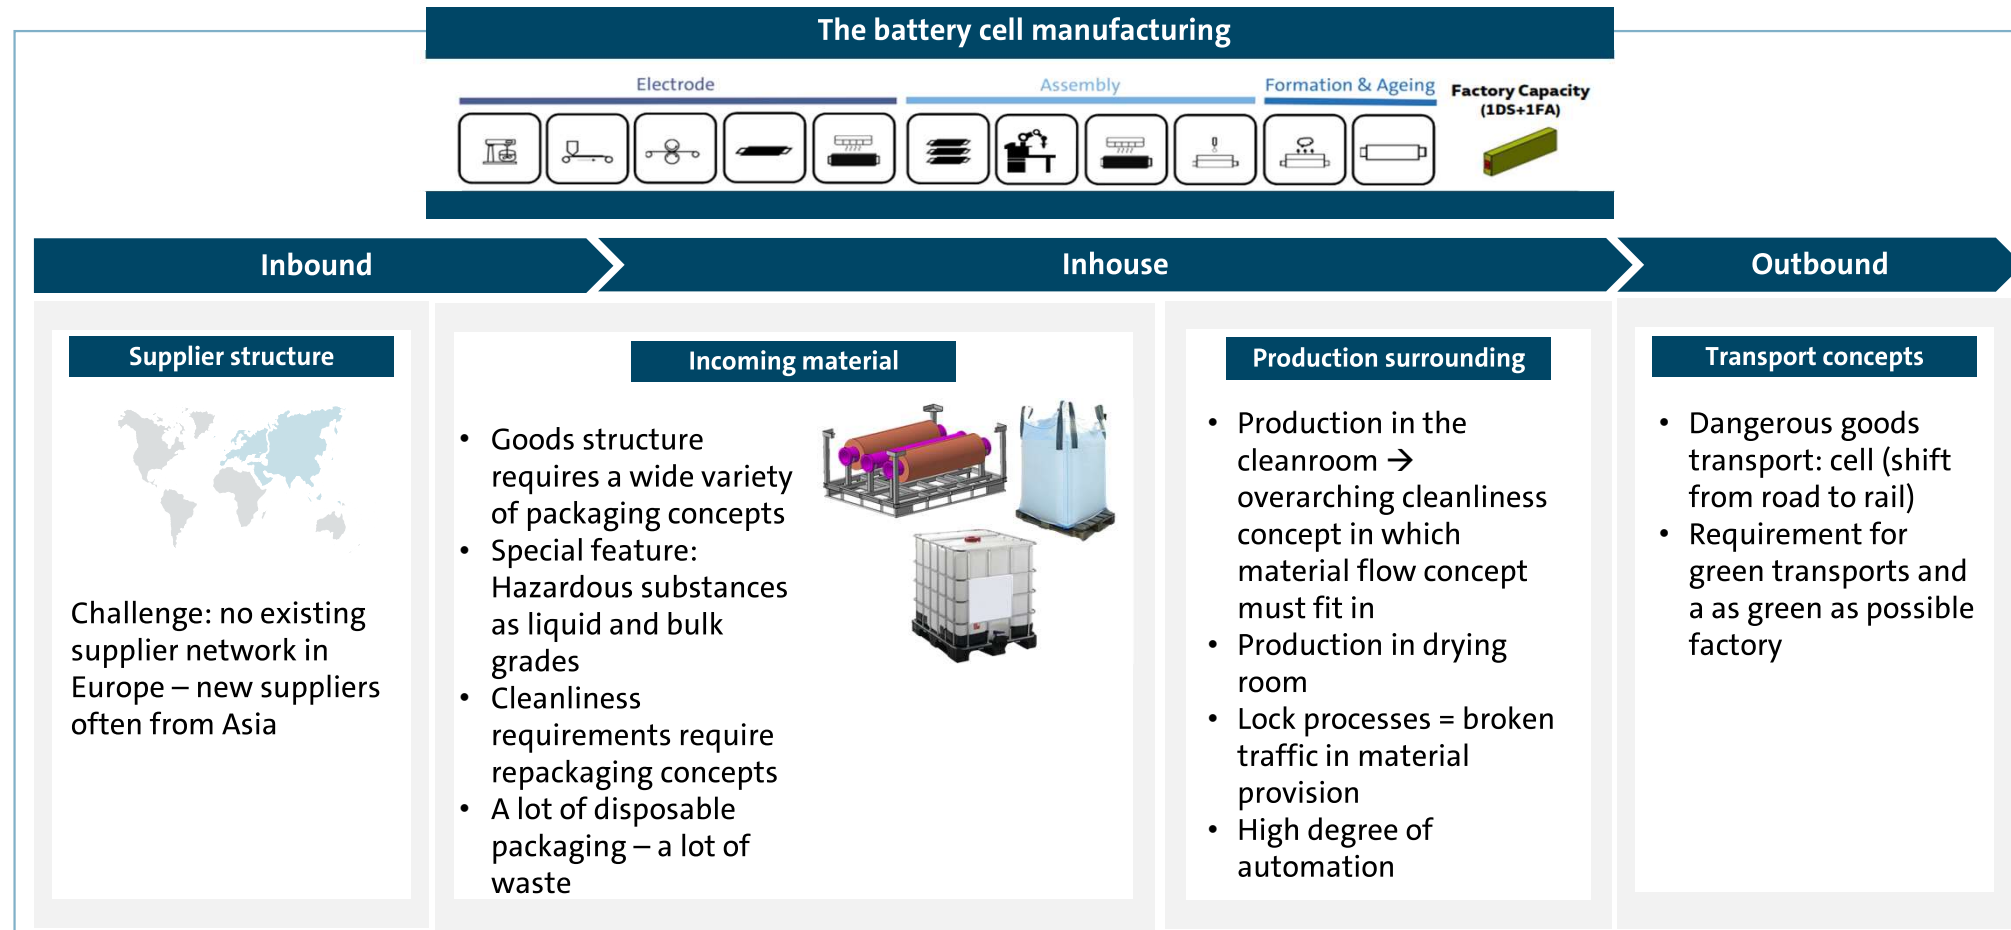 The battery cell manufacturing
Electrode
Assembly
Formation & Ageing
Factory Capacity
(1DS+1FA)
Inbound
Inhouse
Outbound
Supplier structure
Challenge: no existing
supplier network in
Europe – new suppliers
often from Asia
Incoming material
• Goods structure
requires a wide variety
of packaging concepts
• Special feature:
Hazardous substances
as liquid and bulk
grades
• Cleanliness
requirements require
repackaging concepts
• A lot of disposable
packaging – a lot of
waste
Production surrounding
• Production in the
cleanroom →
overarching cleanliness
concept in which
material flow concept
must fit in
• Production in drying
room
• Lock processes = broken
traffic in material
provision
• High degree of
automation
Transport concepts
• Dangerous goods
transport: cell (shift
from road to rail)
• Requirement for
green transports and
a as green as possible
factory